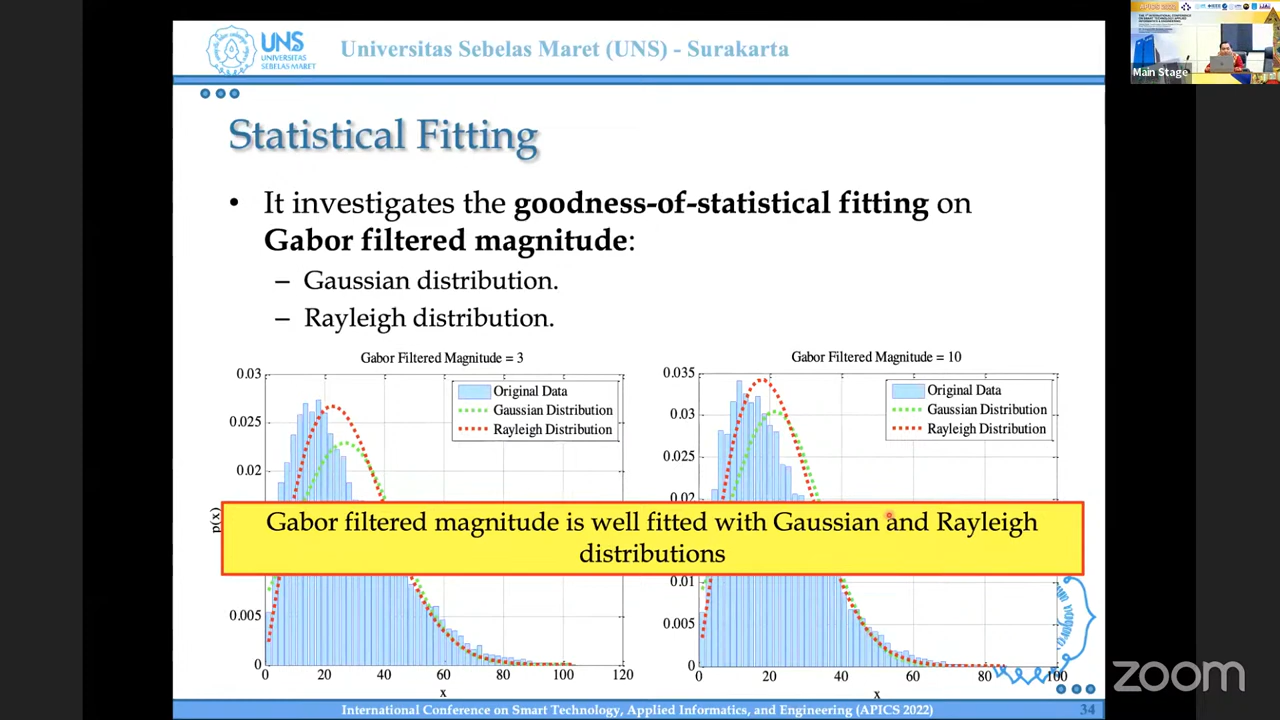 UNS
UNIVERSITAS
SEBELAS MARET
Universitas Sebelas Maret (UNS) - Surakarta
APICS 2022
Main Stage
Statistical Fitting
• It investigates the goodness-of-statistical fitting on
Gabor filtered magnitude:
– Gaussian distribution.
– Rayleigh distribution.
Gabor Filtered Magnitude = 3
0.03
0.025
0.02
0.005
0
p(x)
Original Data
Gaussian Distribution
Rayleigh Distribution
0 20 40 60 80 100 120
x
Gabor Filtered Magnitude = 10
0.035
0.03
0.025
0.02
0.01
0.005
0
Original Data
Gaussian Distribution
Rayleigh Distribution
0 20 40 60 80 100
x
Gabor filtered magnitude is well fitted with Gaussian and Rayleigh
distributions
International Conference on Smart Technology, Applied Informatics, and Engineering (APICS 2022)
34
zoom